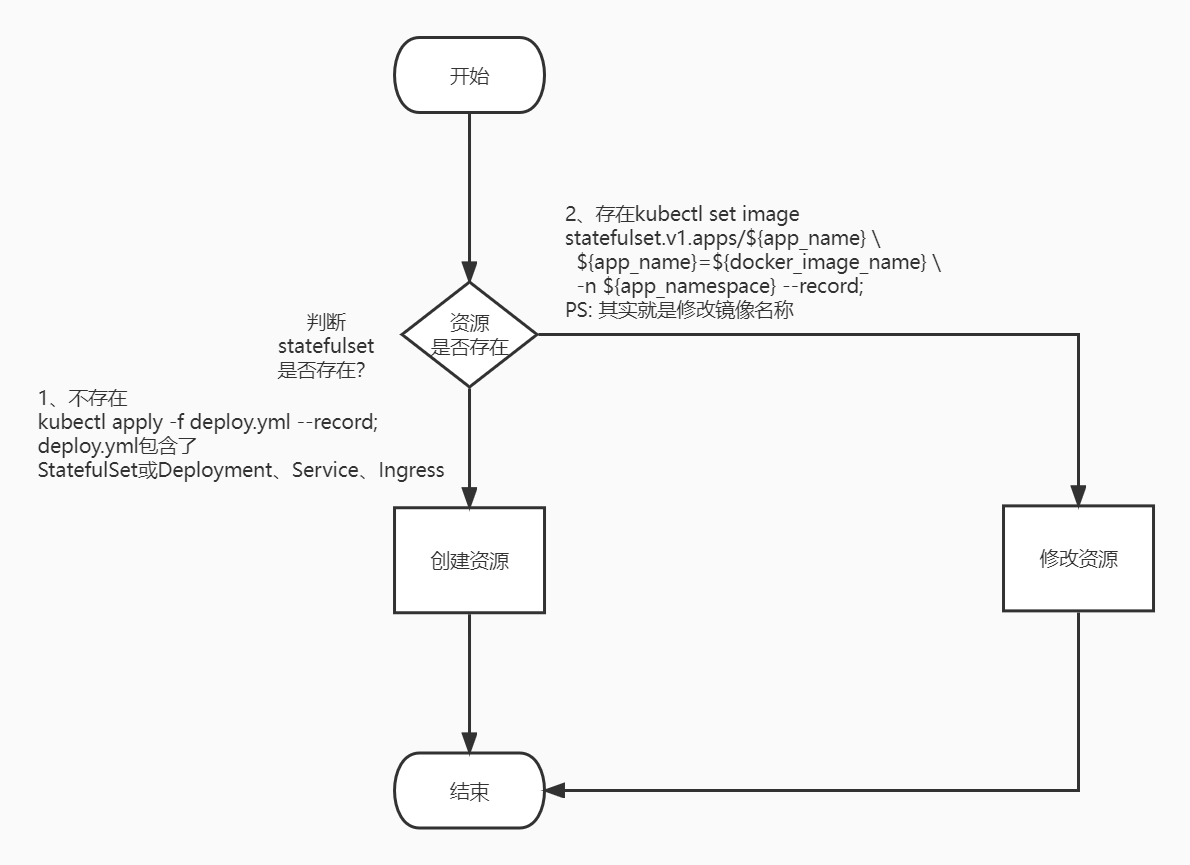 开始
2、存在kubectl set image
statefulset.v1.apps/${app_name} \
${app_name}=${docker_image_name} \
-n ${app_namespace} --record;
PS: 其实就是修改镜像名称
判断
statefulset
是否存在？
资源
是否存在
1、不存在
kubectl apply -f deploy.yml --record;
deploy.yml包含了
StatefulSet或Deployment、Service、Ingress
创建资源
修改资源
结束